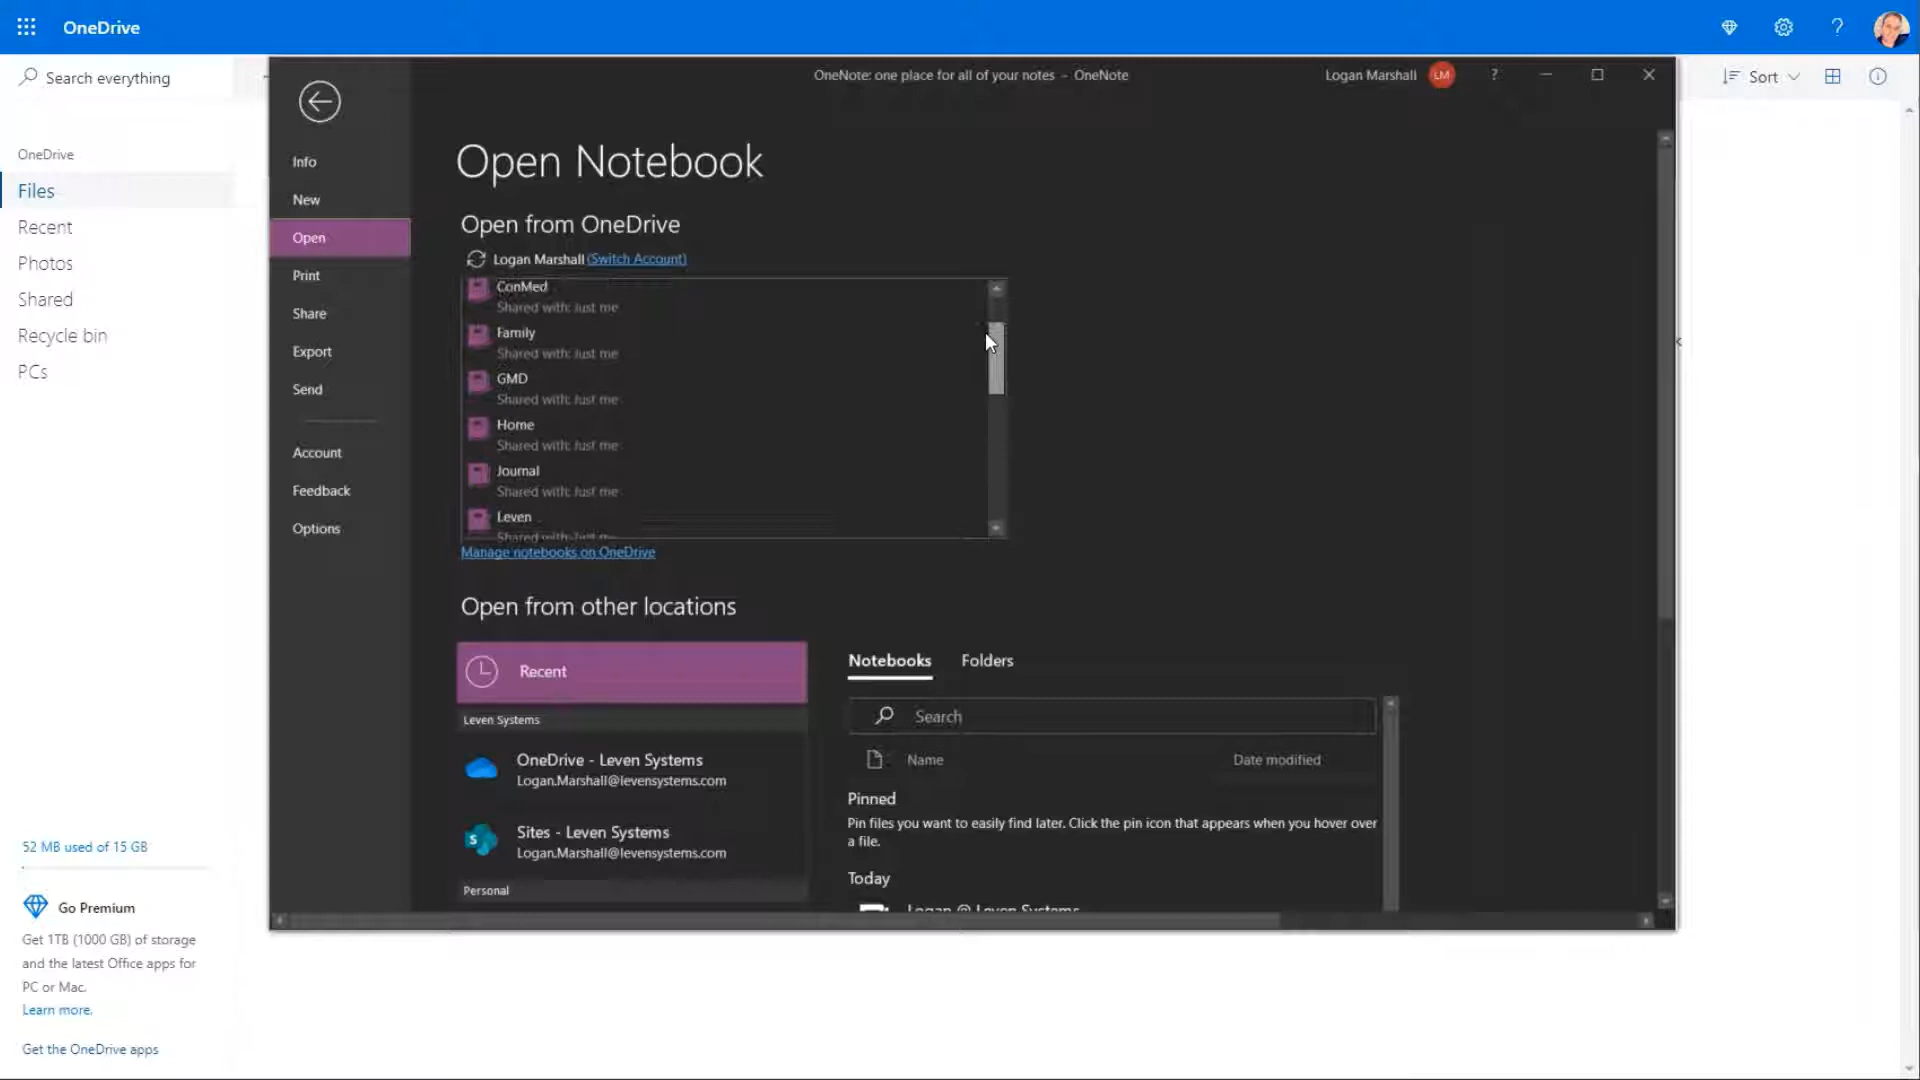 OneDrive
?
Search everything
Sort
OneDrive
Files
Recent
Photos
Shared
Recycle bin
PCs
52 MB used of 15 GB
Go Premium
Get 1TB (1000 GB) of storage
and the latest Office apps for
PC or Mac.
Learn more.
Get the OneDrive apps
OneNote: one place for all of your notes - OneNote
Logan Marshall
LM
?
Info
New
Open
Print
Share
Export
Send
Account
Feedback
Options
Open Notebook
Open from OneDrive
Logan Marshall (Switch Account)
ConMed
Shared with: Just me
Family
Shared with: Just me
GMD
Shared with: Just me
Home
Shared with: Just me
Journal
Shared with: Just me
Leven
Shared with: Just me
Manage notebooks on OneDrive
Open from other locations
Recent
Leven Systems
OneDrive - Leven Systems
Logan.Marshall@levensystems.com
S
Sites - Leven Systems
Logan.Marshall@levensystems.com
Personal
Notebooks
Folders
Search
Name
Date modified
Pinned
Pin files you want to easily find later. Click the pin icon that appears when you hover over
a file.
Today
Logan @ Leven Systems